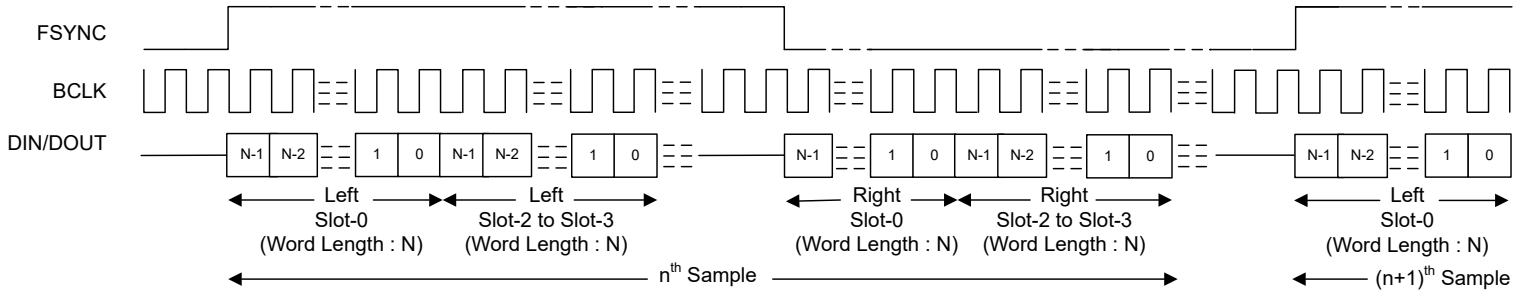 FSYNC
BCLK
DIN/DOUT
N-1 N-2 1 0 N-1 N-2 1 0 N-1 1 0 N-1 N-2 1 0 N-1 N-2 1 0
Left Left Right Right Left
Slot-0 Slot-2 to Slot-3 Slot-0 Slot-2 to Slot-3 Slot-0
(Word Length : N) (Word Length : N) (Word Length : N) (Word Length : N) (Word Length : N)
nth Sample (n+1)th Sample